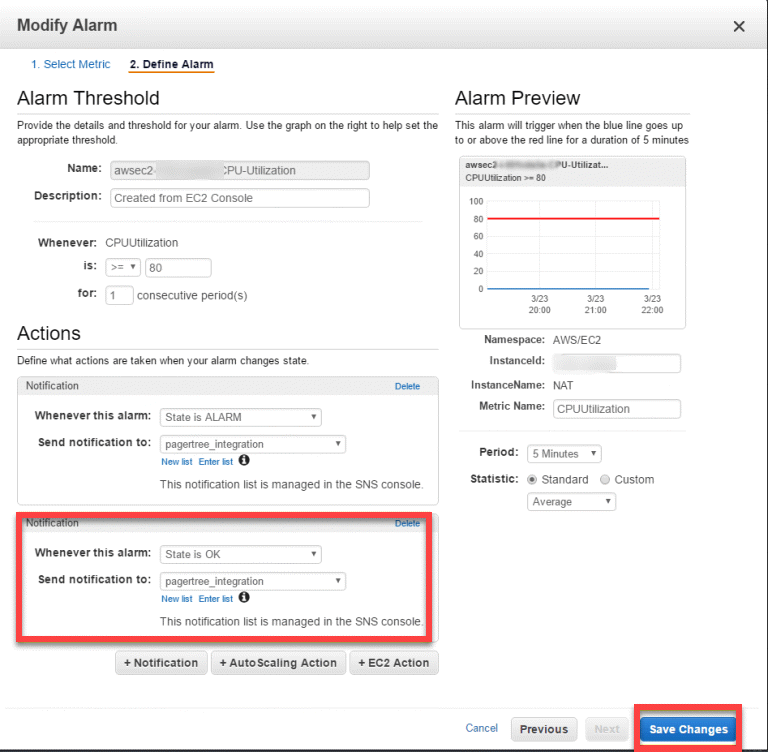 Modify Alarm
1. Select Metric 2. Define Alarm
Alarm Threshold
Provide the details and threshold for your alarm. Use the graph on the right to help set the
appropriate threshold.
Name: awsec2- CPU-Utilization
Description: Created from EC2 Console
Whenever: CPUUtilization
is: >= 80
for: 1 consecutive period(s)
Actions
Define what actions are taken when your alarm changes state.
Notification Delete
Whenever this alarm: State is ALARM
Send notification to: pagertree_integration
New list Enter list
This notification list is managed in the SNS console.
Notification Delete
Whenever this alarm: State is OK
Send notification to: pagertree_integration
New list Enter list
This notification list is managed in the SNS console.
+ Notification + AutoScaling Action + EC2 Action
Alarm Preview
This alarm will trigger when the blue line goes up
to or above the red line for a duration of 5 minutes
awsec2- CPU-Utilizat...
CPUUtilization >= 80
100
80
60
40
20
0
3/23 3/23 3/23
20:00 21:00 22:00
Namespace: AWS/EC2
InstanceId:
InstanceName: NAT
Metric Name: CPUUtilization
Period: 5 Minutes
Statistic: Standard Custom
Average
Cancel Previous Next Save Changes